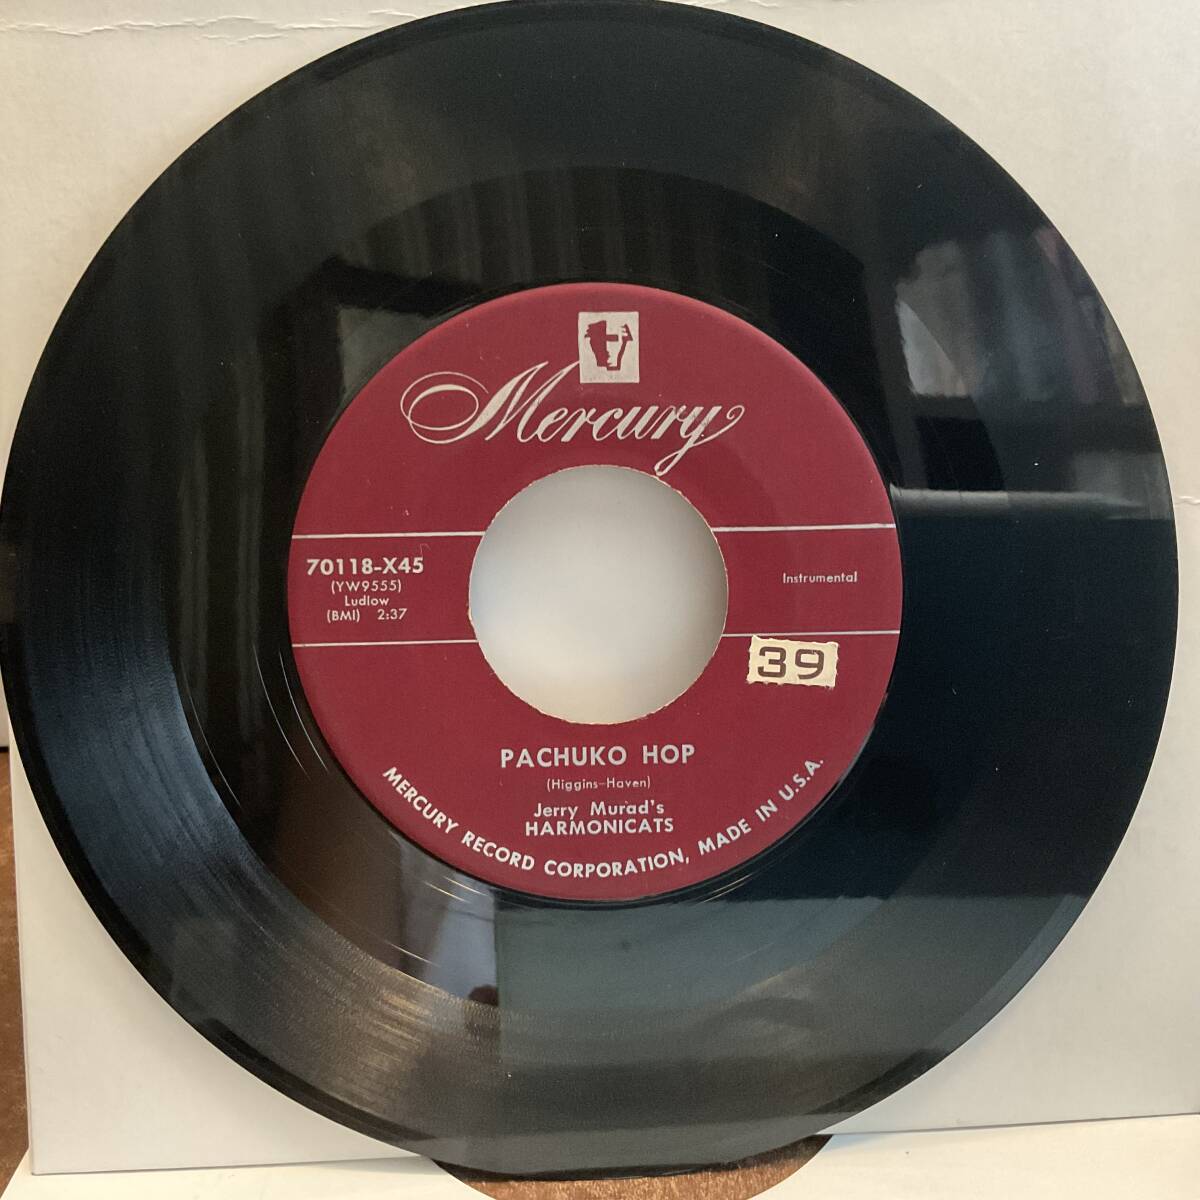 Mercury
70118-X45
(YW9555)
Ludlow
(BMI) 2:37
Instrumental
39
PACHUKO HOP
(Higgins-Haven)
Jerry Murad's
HARMONICATS
MERCURY RECORD CORPORATION, MADE IN U.S.A.